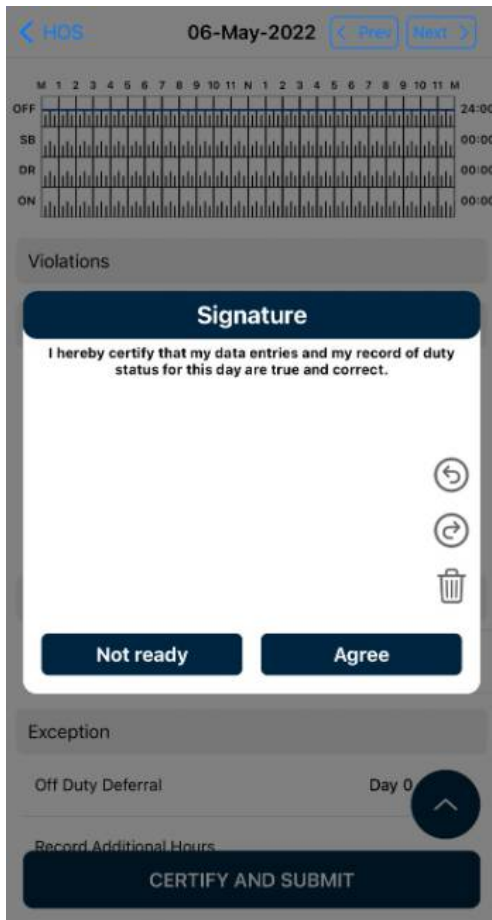 HOS 06-May-2022 Prev Next
M 1 2 3 4 5 6 7 8 9 10 11 N 1 2 3 4 5 6 7 8 9 10 11 M
OFF 24:00
SB 00:00
DR 00:00
ON 00:00
Violations
Signature
I hereby certify that my data entries and my record of duty
status for this day are true and correct.
Not ready Agree
Exception
Off Duty Deferral Day 0
Record Additional Hours
CERTIFY AND SUBMIT